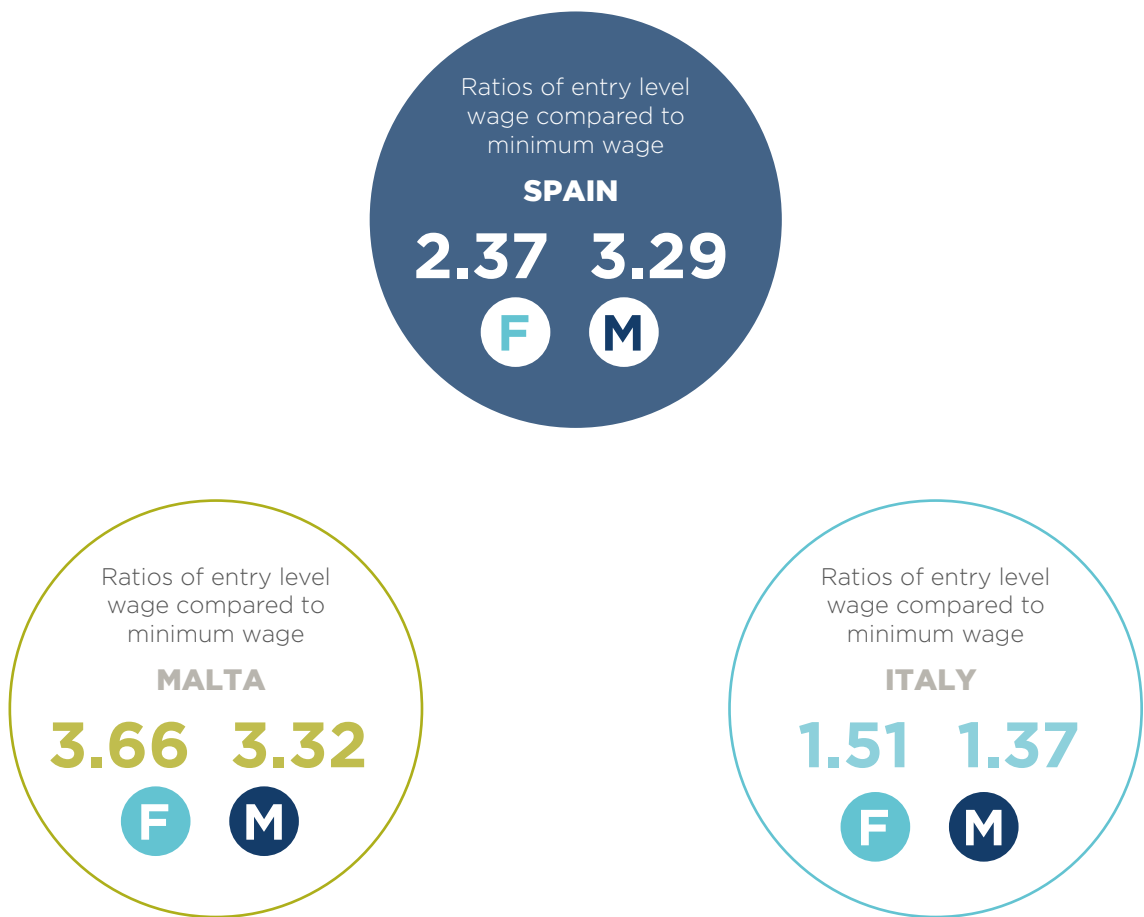 Ratios of entry level
wage compared to
minimum wage
SPAIN
2.37 3.29
F M
Ratios of entry level
wage compared to
minimum wage
MALTA
3.66 3.32
F M
Ratios of entry level
wage compared to
minimum wage
ITALY
1.51 1.37
F M